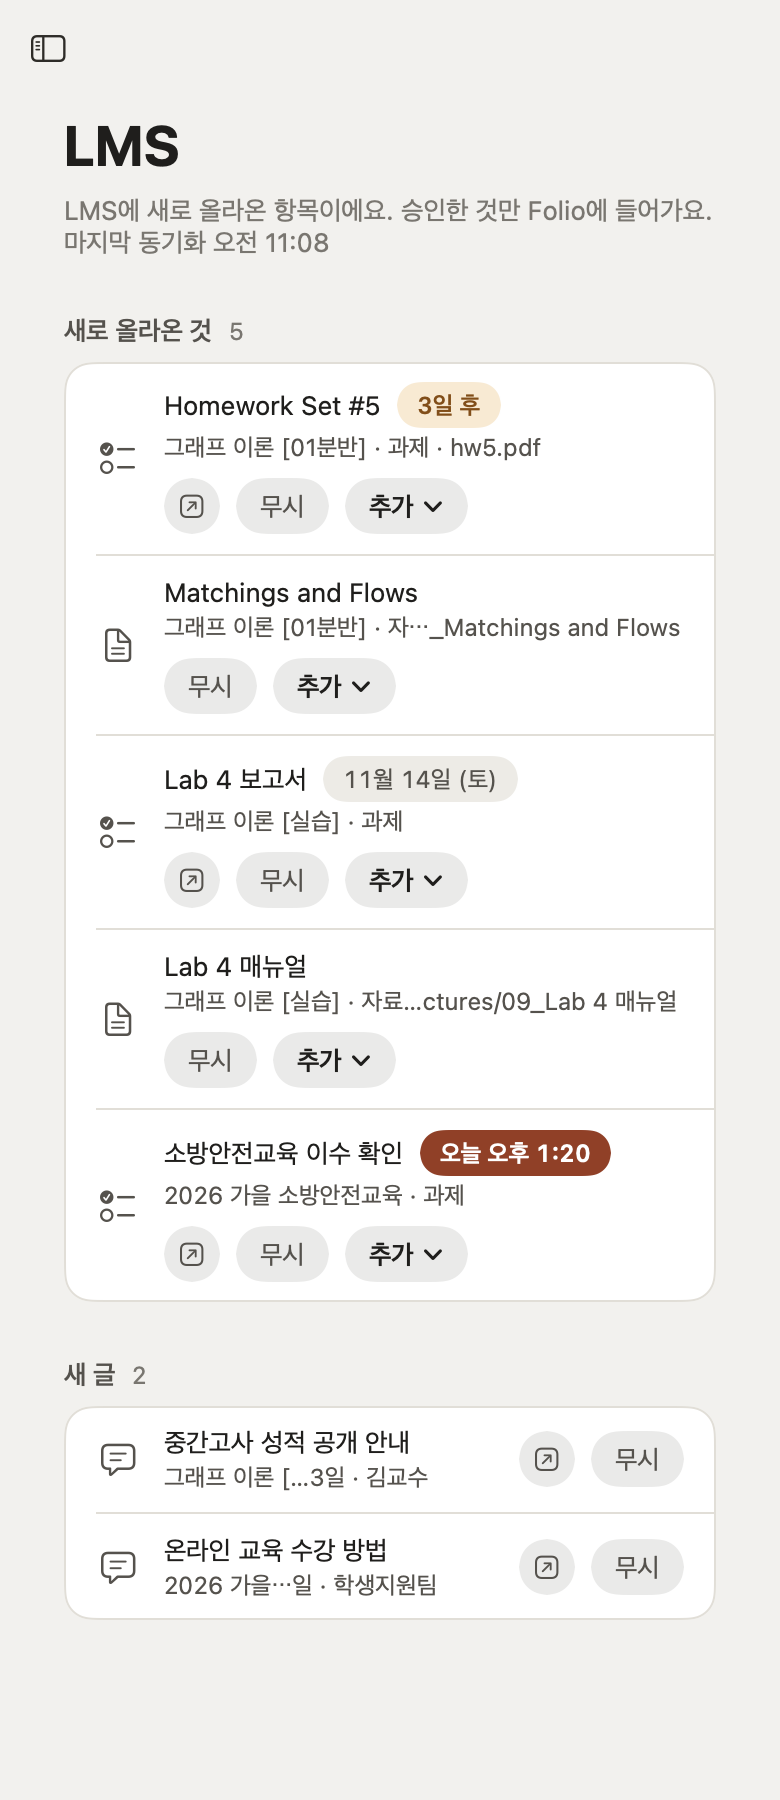 LMS
LMS에 새로 올라온 항목이에요. 승인한 것만 Folio에 들어가요.
마지막 동기화 오전 11:08
새로 올라온 것 5
Homework Set #5 3일 후
그래프 이론 [01분반] · 과제 · hw5.pdf
무시 추가
Matchings and Flows
그래프 이론 [01분반] · 자…_Matchings and Flows
무시 추가
Lab 4 보고서 11월 14일 (토)
그래프 이론 [실습] · 과제
무시 추가
Lab 4 매뉴얼
그래프 이론 [실습] · 자료...ctures/09_Lab 4 매뉴얼
무시 추가
소방안전교육 이수 확인 오늘 오후 1:20
2026 가을 소방안전교육 · 과제
무시 추가
새 글 2
중간고사 성적 공개 안내
그래프 이론 [...3일 · 김교수
무시
온라인 교육 수강 방법
2026 가을…일 · 학생지원팀
무시